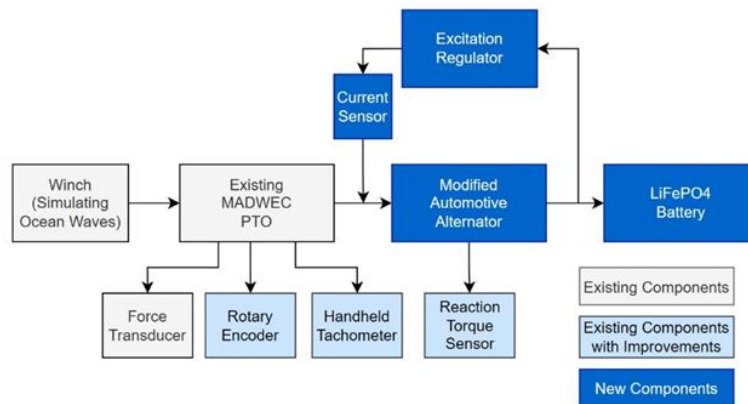 Excitation
Regulator
Current
Sensor
Winch
(Simulating
Ocean Waves)
Existing
MADWEC
PTO
Modified
Automotive
Alternator
LiFePO4
Battery
Force
Transducer
Rotary
Encoder
Handheld
Tachometer
Reaction
Torque
Sensor
Existing Components
Existing Components
with Improvements
New Components